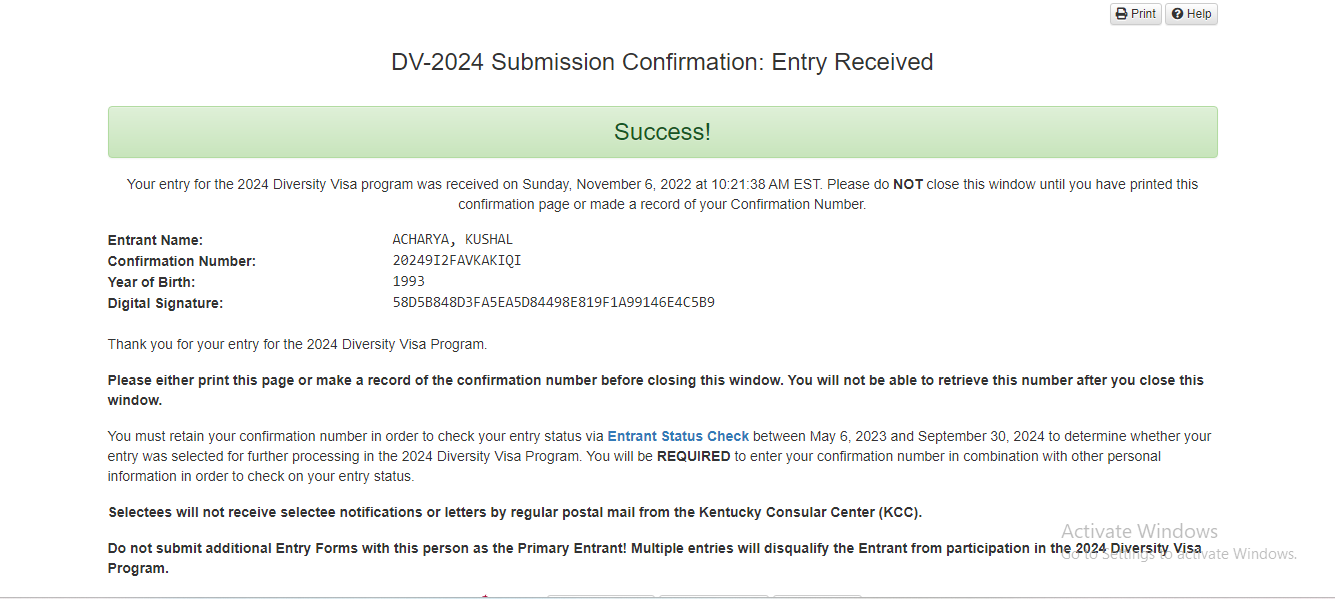 Print Help
DV-2024 Submission Confirmation: Entry Received
Success!
Your entry for the 2024 Diversity Visa program was received on Sunday, November 6, 2022 at 10:21:38 AM EST. Please do NOT close this window until you have printed this
confirmation page or made a record of your Confirmation Number.
Entrant Name: ACHARYA, KUSHAL
Confirmation Number: 20249I2FAVKAKIQI
Year of Birth: 1993
Digital Signature: 58D5B848D3FA5EA5D84498E819F1A99146E4C5B9
Thank you for your entry for the 2024 Diversity Visa Program.
Please either print this page or make a record of the confirmation number before closing this window. You will not be able to retrieve this number after you close this
window.
You must retain your confirmation number in order to check your entry status via Entrant Status Check between May 6, 2023 and September 30, 2024 to determine whether your
entry was selected for further processing in the 2024 Diversity Visa Program. You will be REQUIRED to enter your confirmation number in combination with other personal
information in order to check on your entry status.
Selectees will not receive selectee notifications or letters by regular postal mail from the Kentucky Consular Center (KCC).
Activate Windows
Do not submit additional Entry Forms with this person as the Primary Entrant! Multiple entries will disqualify the Entrant from participation in the 2024 Diversity Visa
Go to Settings to activate Windows.
Program.